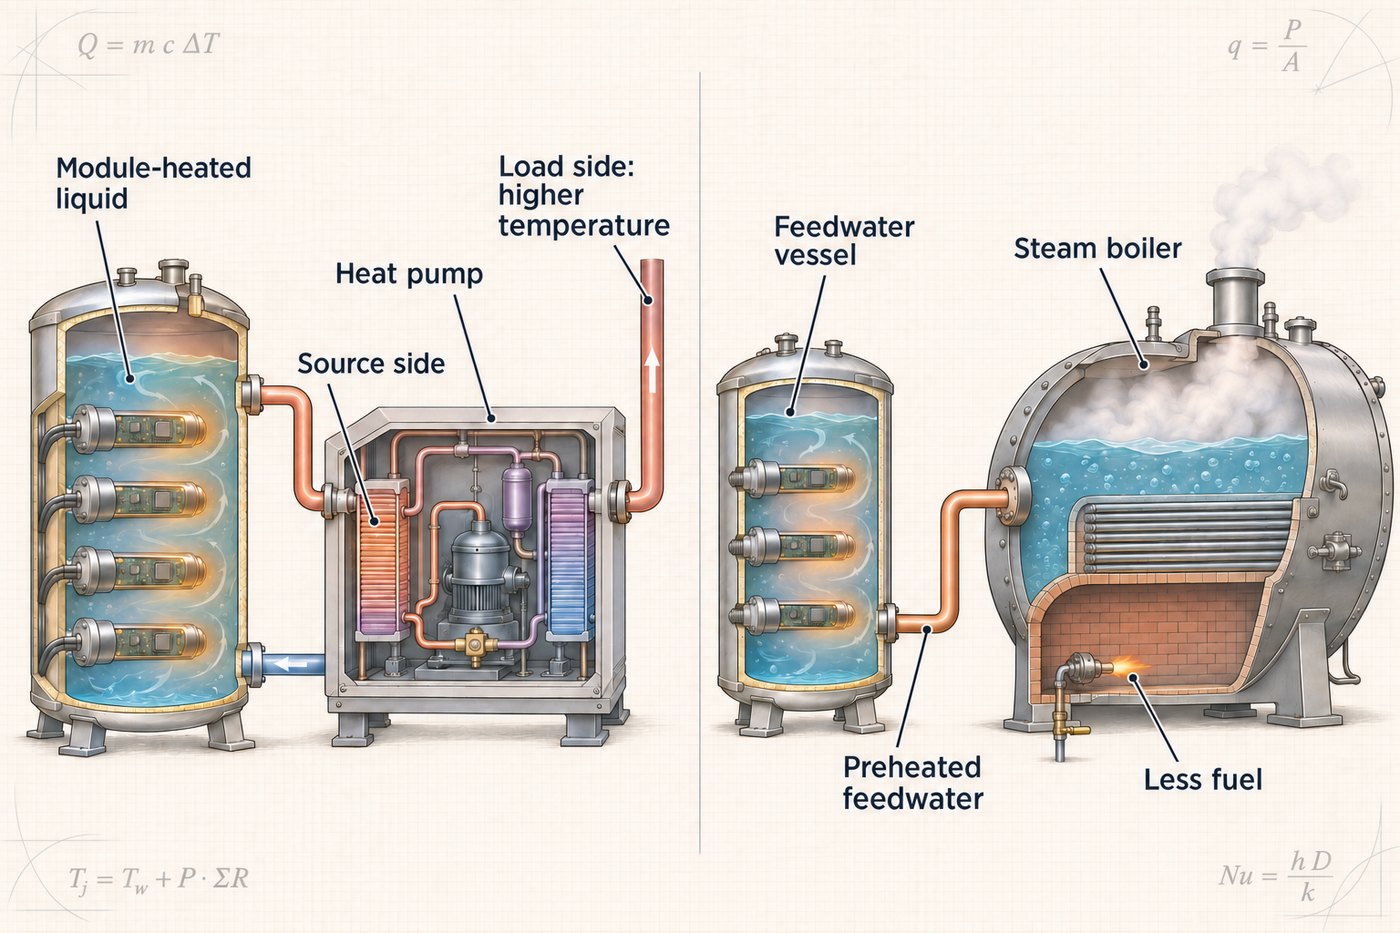 Q = m c ΔT
q = P/A
Module-heated
liquid
Load side:
higher
temperature
Heat pump
Source side
Feedwater
vessel
Steam boiler
Preheated
feedwater
Less fuel
T_j = T_w + P · ΣR
Nu = h D/k